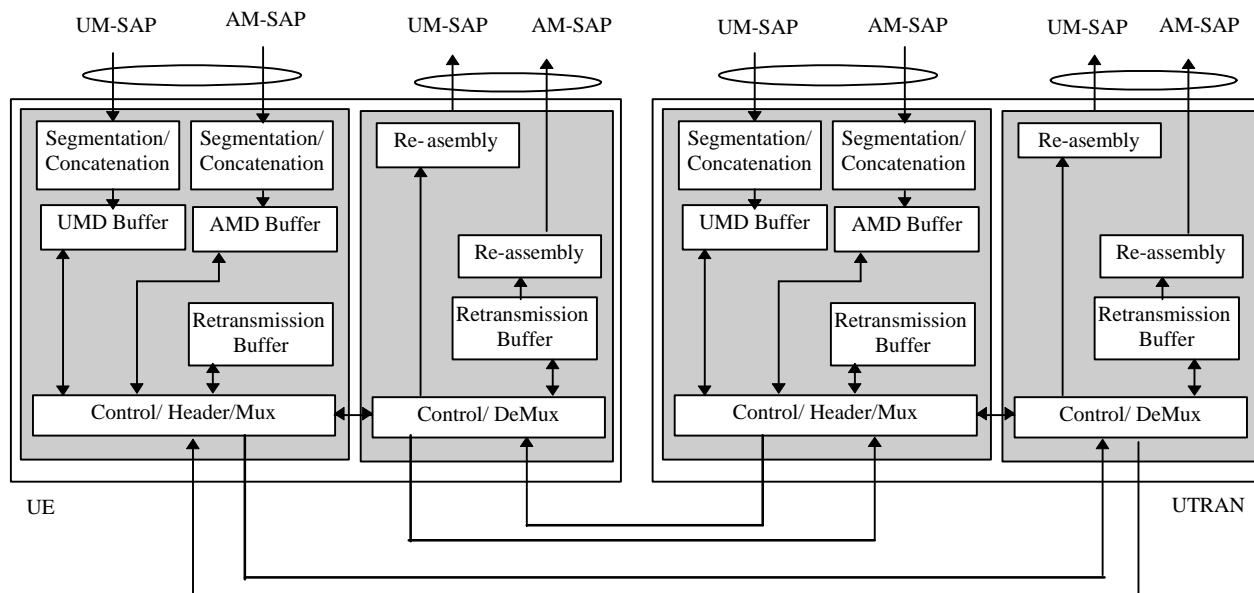 UM-SAP
AM-SAP
UM-SAP
AM-SAP
UM-SAP
AM-SAP
UM-SAP
AM-SAP
Segmentation/
Concatenation
Segmentation/
Concatenation
Re- asembly
Segmentation/
Concatenation
Segmentation/
Concatenation
Re-asembly
UMD Buffer
AMD Buffer
Re-assembly
UMD Buffer
AMD Buffer
Re-assembly
Retransmission
Buffer
Retransmission
Buffer
Retransmission
Buffer
Retransmission
Buffer
Control/ Header/Mux
Control/ DeMux
Control/ Header/Mux
Control/ DeMux
UE
UTRAN